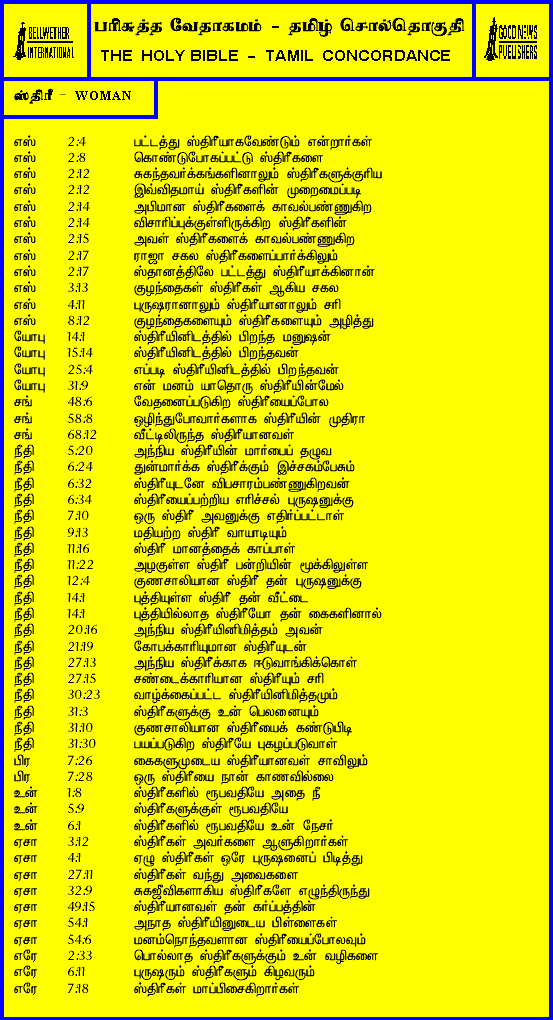 BELLWETHER
INTERNATIONAL
பரிசுத்த வேதாகமம் - தமிழ் சொல்தொகுதி
THE HOLY BIBLE - TAMIL CONCORDANCE
GOOD NEWS
PUBLISHERS
ஸ்திரீ - WOMAN
எஸ் 2:4 பட்டத்து ஸ்திரீயாகவேண்டும் என்றார்கள்
எஸ் 2:8 கொண்டுபோகப்பட்டு ஸ்திரீகளை
எஸ் 2:12 சுகந்தவர்க்கங்களினாலும் ஸ்திரீகளுக்குரிய
எஸ் 2:12 இவ்விதமாய் ஸ்திரீகளின் முறைமைப்படி
எஸ் 2:14 அபிமான ஸ்திரீகளைக் காவல்பண்ணுகிற
எஸ் 2:14 விசாரிப்புக்குள்ளிருக்கிற ஸ்திரீகளின்
எஸ் 2:15 அவள் ஸ்திரீகளைக் காவல்பண்ணுகிற
எஸ் 2:17 ராஜா சகல ஸ்திரீகளைப்பார்க்கிலும்
எஸ் 2:17 ஸ்தானத்திலே பட்டத்து ஸ்திரீயாக்கினான்
எஸ் 3:13 குழந்தைகள் ஸ்திரீகள் ஆகிய சகல
எஸ் 4:11 புருஷரானாலும் ஸ்திரீயானாலும் சரி
எஸ் 8:12 குழந்தைகளையும் ஸ்திரீகளையும் அழித்து
யோபு 14:1 ஸ்திரீயினிடத்தில் பிறந்த மனுஷன்
யோபு 15:14 ஸ்திரீயினிடத்தில் பிறந்தவன்
யோபு 25:4 எப்படி ஸ்திரீயினிடத்தில் பிறந்தவன்
யோபு 31:9 என் மனம் யாதொரு ஸ்திரீயின்மேல்
சங் 48:6 வேதனைப்படுகிற ஸ்திரீயைப்போல
சங் 58:8 ஒழிந்துபோவார்களாக ஸ்திரீயின் முதிரா
சங் 68:12 வீட்டிலிருந்த ஸ்திரீயானவள்
நீதி 5:20 அந்நிய ஸ்திரீயின் மார்பைத் தழுவ
நீதி 6:24 துன்மார்க்க ஸ்திரீக்கும் இச்சகம்பேசும்
நீதி 6:32 ஸ்திரீயுடனே விபசாரம்பண்ணுகிறவன்
நீதி 6:34 ஸ்திரீயைப்பற்றிய எரிச்சல் புருஷனுக்கு
நீதி 7:10 ஒரு ஸ்திரீ அவனுக்கு எதிர்ப்பட்டாள்
நீதி 9:13 மதியற்ற ஸ்திரீ வாயாடியும்
நீதி 11:16 ஸ்திரீ மானத்தைக் காப்பாள்
நீதி 11:22 அழகுள்ள ஸ்திரீ பன்றியின் மூக்கிலுள்ள
நீதி 12:4 குணசாலியான ஸ்திரீ தன் புருஷனுக்கு
நீதி 14:1 புத்தியுள்ள ஸ்திரீ தன் வீட்டை
நீதி 14:1 புத்தியில்லாத ஸ்திரீயோ தன் கைகளினால்
நீதி 20:16 அந்நிய ஸ்திரீயினிமித்தம் அவன்
நீதி 21:19 கோபக்காரியுமான ஸ்திரீயுடன்
நீதி 27:13 அந்நிய ஸ்திரீக்காக ஈடுவாங்கிக்கொள்
நீதி 27:15 சண்டைக்காரியான ஸ்திரீயும் சரி
நீதி 30:23 வாழ்க்கைப்பட்ட ஸ்திரீயினிமித்தமும்
நீதி 31:3 ஸ்திரீகளுக்கு உன் பெலனையும்
நீதி 31:10 குணசாலியான ஸ்திரீயைக் கண்டுபிடி
நீதி 31:30 பயப்படுகிற ஸ்திரீயே புகழப்படுவாள்
பிர 7:26 கைகளுமுடைய ஸ்திரீயானவள் சாவிலும்
பிர 7:28 ஒரு ஸ்திரீயை நான் காணவில்லை
உன் 1:8 ஸ்திரீகளில் ரூபவதியே அதை நீ
உன் 5:9 ஸ்திரீகளுக்குள் ரூபவதியே
உன் 6:1 ஸ்திரீகளில் ரூபவதியே உன் நேசர்
ஏசா 3:12 ஸ்திரீகள் அவர்களை ஆளுகிறார்கள்
ஏசா 4:1 ஏழு ஸ்திரீகள் ஒரே புருஷனைப் பிடித்து
ஏசா 27:11 ஸ்திரீகள் வந்து அவைகளை
ஏசா 32:9 சுகஜீவிகளாகிய ஸ்திரீகளே எழுந்திருந்து
ஏசா 49:15 ஸ்திரீயானவள் தன் கர்ப்பத்தின்
ஏசா 54:1 அநாத ஸ்திரீயினுடைய பிள்ளைகள்
ஏசா 54:6 மனம்நொந்தவளான ஸ்திரீயைப்போலவும்
எரே 2:33 பொல்லாத ஸ்திரீகளுக்கும் உன் வழிகளை
எரே 6:11 புருஷரும் ஸ்திரீகளும் கிழவரும்
எரே 7:18 ஸ்திரீகள் மாப்பிசைகிறார்கள்